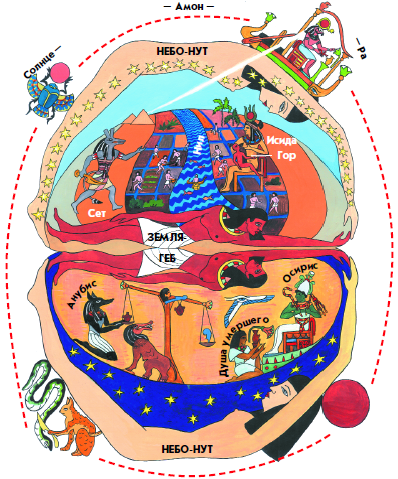 — Амон —
Солнце —
НЕБО-НУТ
— Ра
Исида
Гор
Сет
ЗЕМЛЯ-
ГЕБ
Анубис
Душа Умершего
Осирис
НЕБО-НУТ